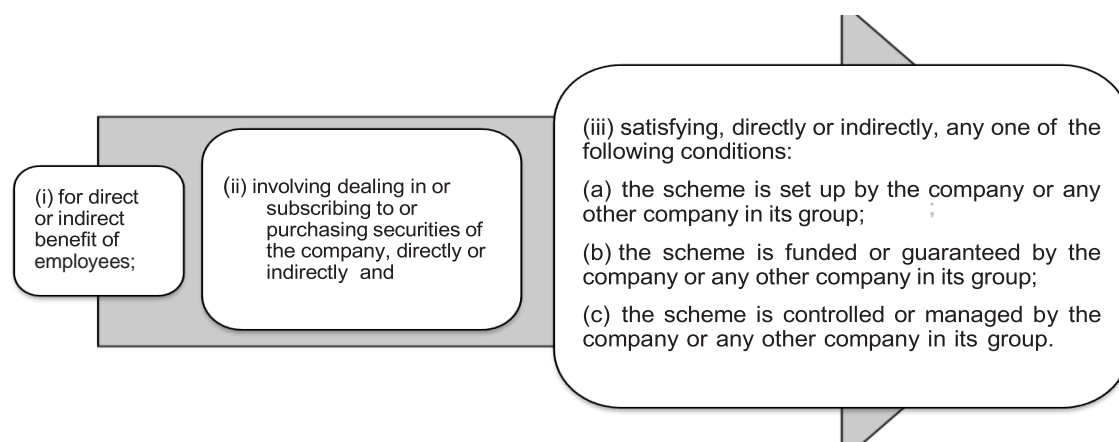 (i) for direct
or indirect
benefit of
employees;
(ii) involving dealing in or
subscribing to or
purchasing securities of
the company, directly or
indirectly and
(iii) satisfying, directly or indirectly, any one of the
following conditions:
(a) the scheme is set up by the company or any
other company in its group;
;
(b) the scheme is funded or guaranteed by the
company or any other company in its group;
(c) the scheme is controlled or managed by the
company or any other company in its group.